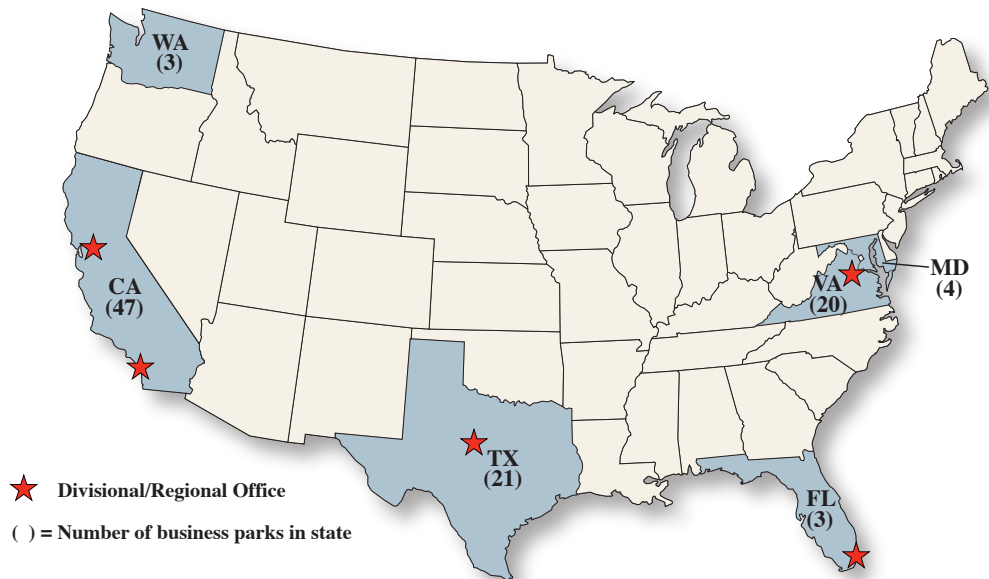 WA
(3)
CA
(47)
MD
(4)
VA
(20)
TX
(21)
FL
(3)
Divisional/Regional Office
( ) = Number of business parks in state